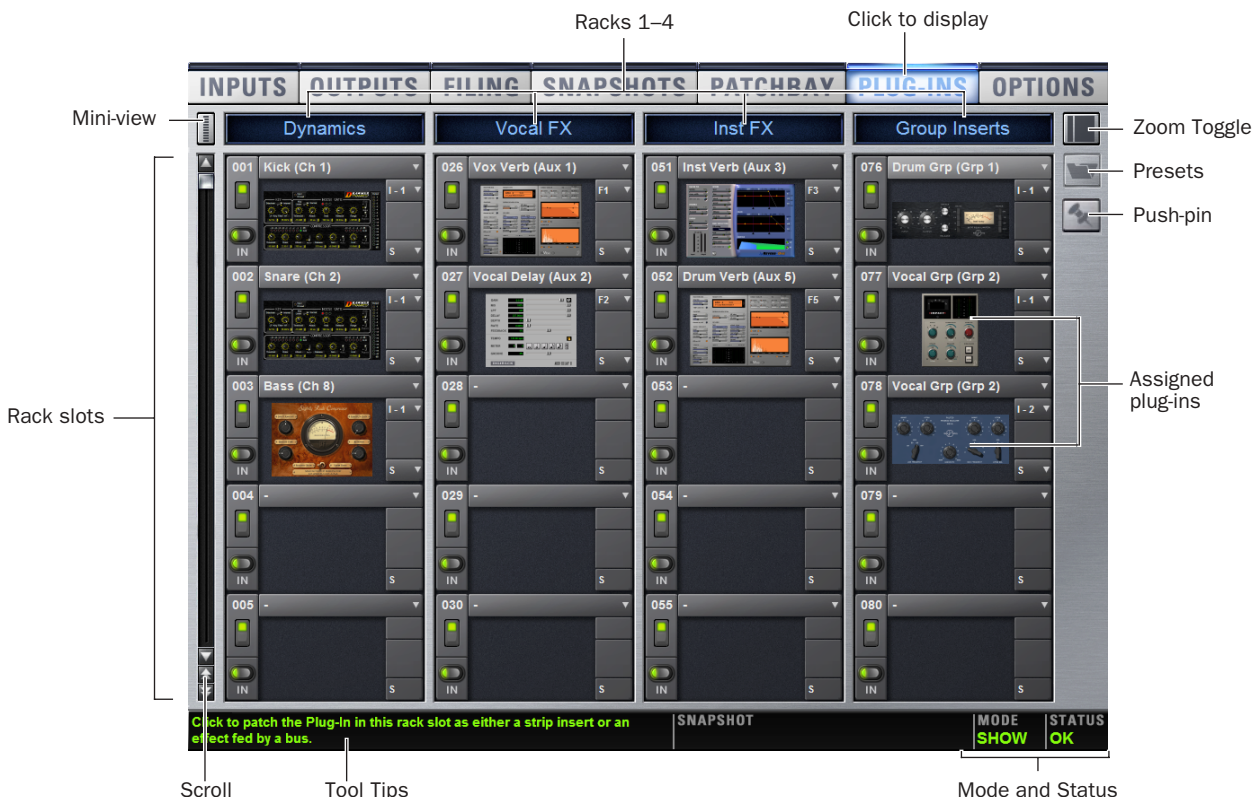 Racks 1–4
Click to display
INPUTS OUTPUTS FILING SNAPSHOTS PATCHBAY PLUG-INS OPTIONS
Mini-view
Dynamics Vocal FX Inst FX Group Inserts
Zoom Toggle
Presets
Push-pin
001 Kick (Ch 1) I - 1 IN S
026 Vox Verb (Aux 1) F1 IN S
051 Inst Verb (Aux 3) F3 IN S
076 Drum Grp (Grp 1) I - 1 IN S
002 Snare (Ch 2) I - 1 IN S
027 Vocal Delay (Aux 2) F2 IN S
052 Drum Verb (Aux 5) F5 IN S
077 Vocal Grp (Grp 2) I - 1 IN S
Rack slots
Assigned
plug-ins
003 Bass (Ch 8) I - 1 IN S
028 - IN S
053 - IN S
078 Vocal Grp (Grp 2) I - 2 IN S
004 - IN S
029 - IN S
054 - IN S
079 - IN S
005 - IN S
030 - IN S
055 - IN S
080 - IN S
Click to patch the Plug-In in this rack slot as either a strip insert or an
effect fed by a bus.
SNAPSHOT
MODE STATUS
SHOW OK
Scroll
Tool Tips
Mode and Status